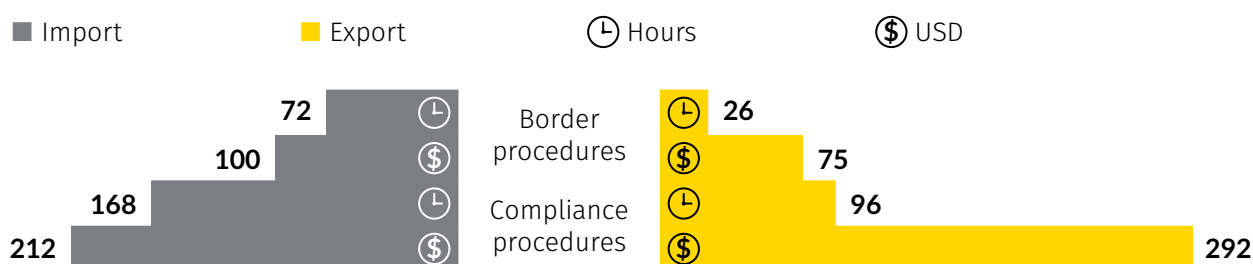 Import Export Hours $ USD
72 Border procedures 26
100 $ $ 75
168 Compliance procedures 96
212 $ $ 292